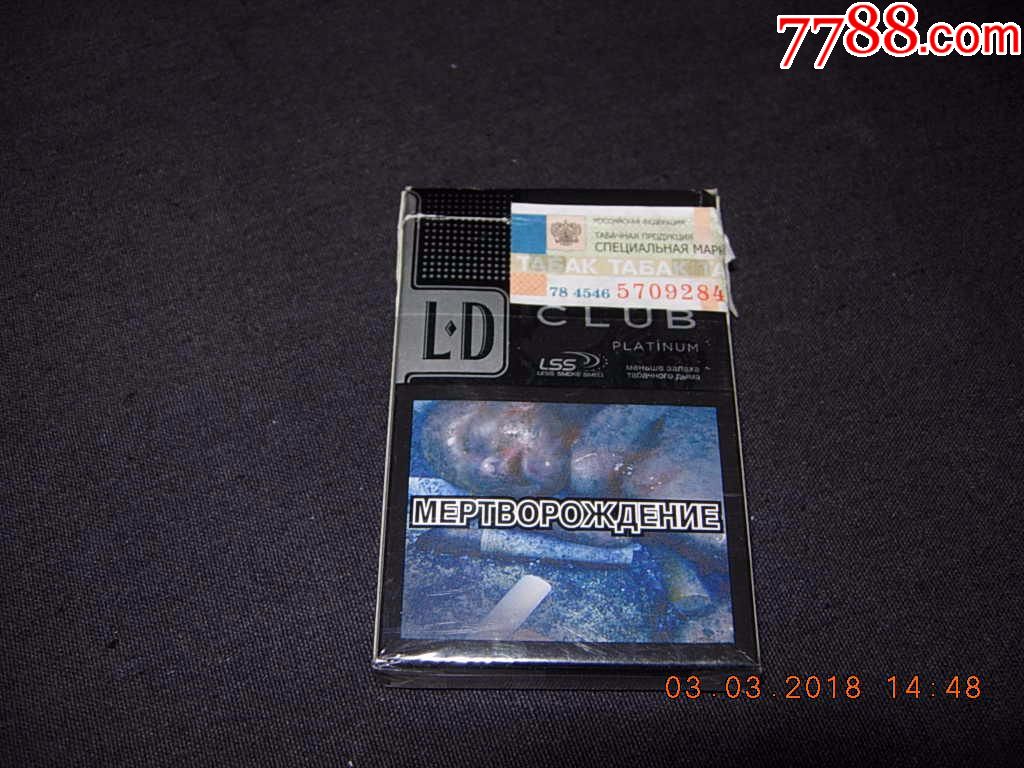 7788.com
РОССИЙСКАЯ ФЕДЕРАЦИЯ
ТАБАЧНАЯ ПРОДУКЦИЯ
СПЕЦИАЛЬНАЯ МАРК
ТАБАК ТАБАК ТА
78 4546 5709284
L·D
CLUB
PLATINUM
LSS
LESS SMOKE SMELL
меньше запаха
табачного дыма
МЕРТВОРОЖДЕНИЕ
03.03.2018 14:48